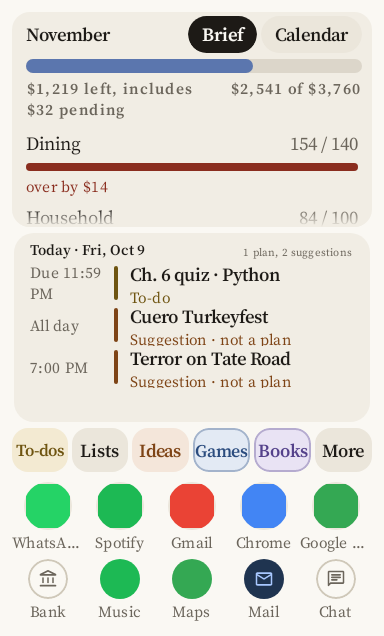 November
Brief
Calendar
$1,219 left, includes
$32 pending
$2,541 of $3,760
Dining
154 / 140
over by $14
Household
84 / 100
Today · Fri, Oct 9
1 plan, 2 suggestions
Due 11:59
PM
Ch. 6 quiz · Python
To-do
All day
Cuero Turkeyfest
Suggestion · not a plan
7:00 PM
Terror on Tate Road
Suggestion · not a plan
To-dos
Lists
Ideas
Games
Books
More
WhatsA...
Spotify
Gmail
Chrome
Google ...
Bank
Music
Maps
Mail
Chat